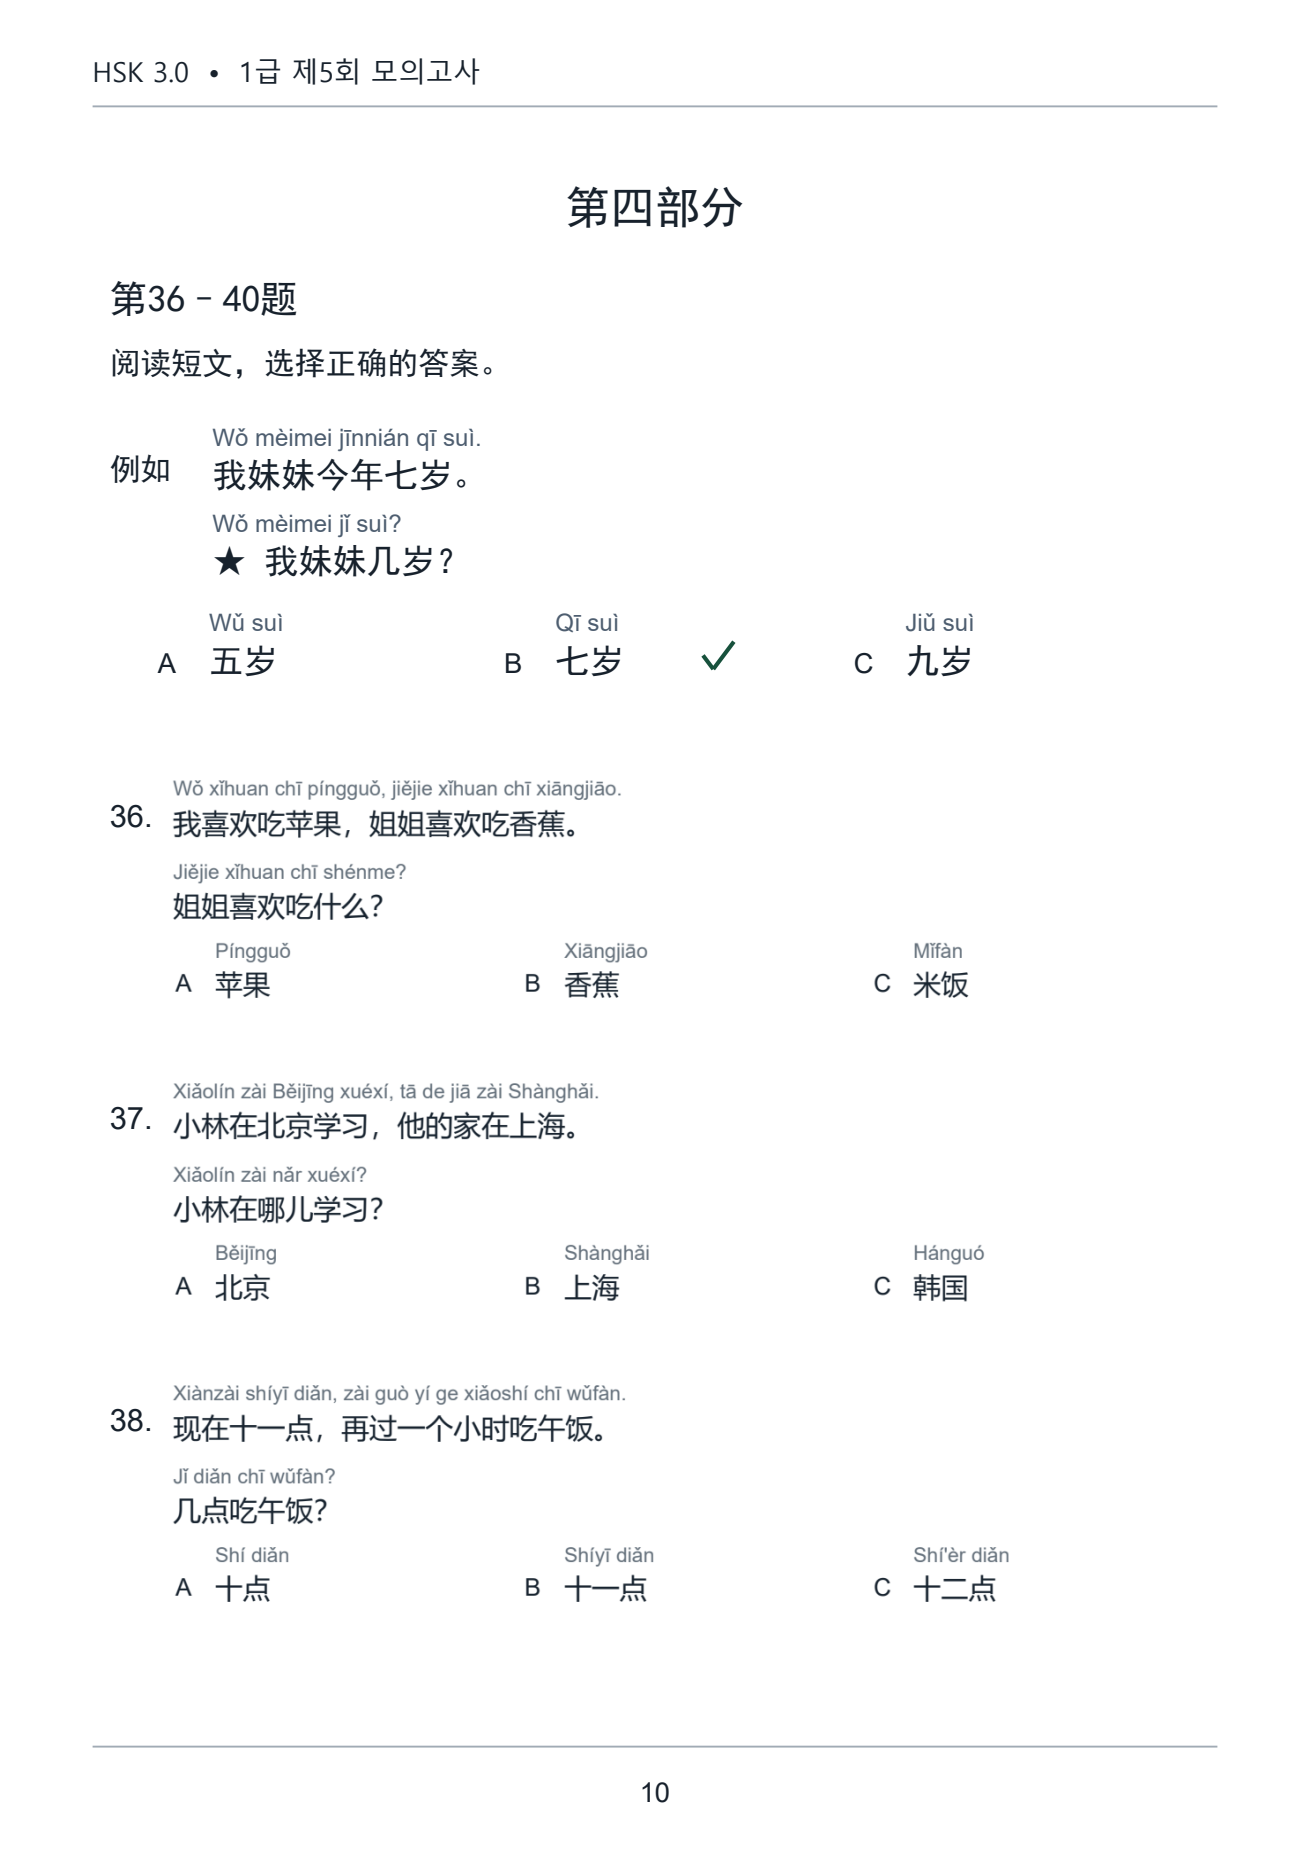 HSK 3.0 • 1급 제5회 모의고사
第四部分
第36－40题
阅读短文，选择正确的答案。
Wǒ mèimei jīnnián qī suì.
例如 我妹妹今年七岁。
Wǒ mèimei jǐ suì?
★ 我妹妹几岁？
Wǔ suì Qī suì Jiǔ suì
A 五岁 B 七岁 ✓ C 九岁
Wǒ xǐhuan chī píngguǒ, jiějie xǐhuan chī xiāngjiāo.
36. 我喜欢吃苹果，姐姐喜欢吃香蕉。
Jiějie xǐhuan chī shénme?
姐姐喜欢吃什么？
Píngguǒ Xiāngjiāo Mǐfàn
A 苹果 B 香蕉 C 米饭
Xiǎolín zài Běijīng xuéxí, tā de jiā zài Shànghǎi.
37. 小林在北京学习，他的家在上海。
Xiǎolín zài nǎr xuéxí?
小林在哪儿学习？
Běijīng Shànghǎi Hánguó
A 北京 B 上海 C 韩国
Xiànzài shíyī diǎn, zài guò yí ge xiǎoshí chī wǔfàn.
38. 现在十一点，再过一个小时吃午饭。
Jǐ diǎn chī wǔfàn?
几点吃午饭？
Shí diǎn Shíyī diǎn Shí'èr diǎn
A 十点 B 十一点 C 十二点
10